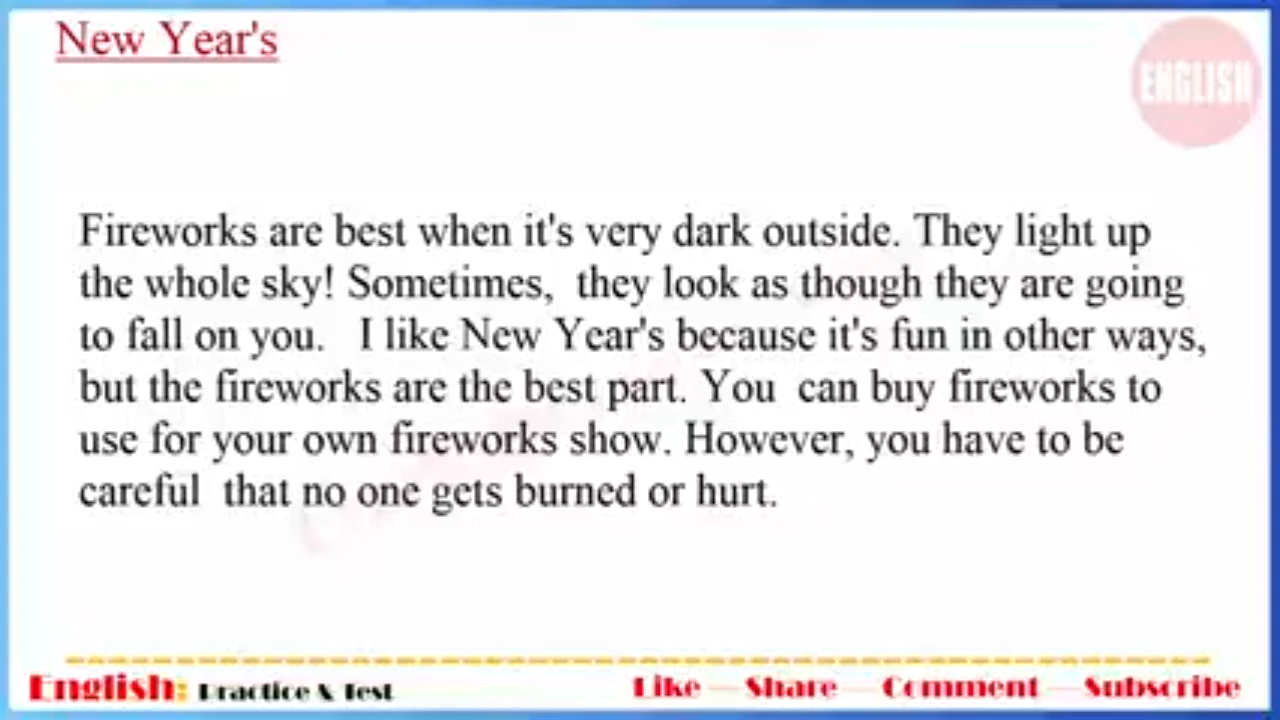 New Year's
ENGLISH
Fireworks are best when it's very dark outside. They light up
the whole sky! Sometimes,  they look as though they are going
to fall on you.   I like New Year's because it's fun in other ways,
but the fireworks are the best part. You  can buy fireworks to
use for your own fireworks show. However, you have to be
careful  that no one gets burned or hurt.
English: Practice & Test
Like — Share — Comment — Subscribe